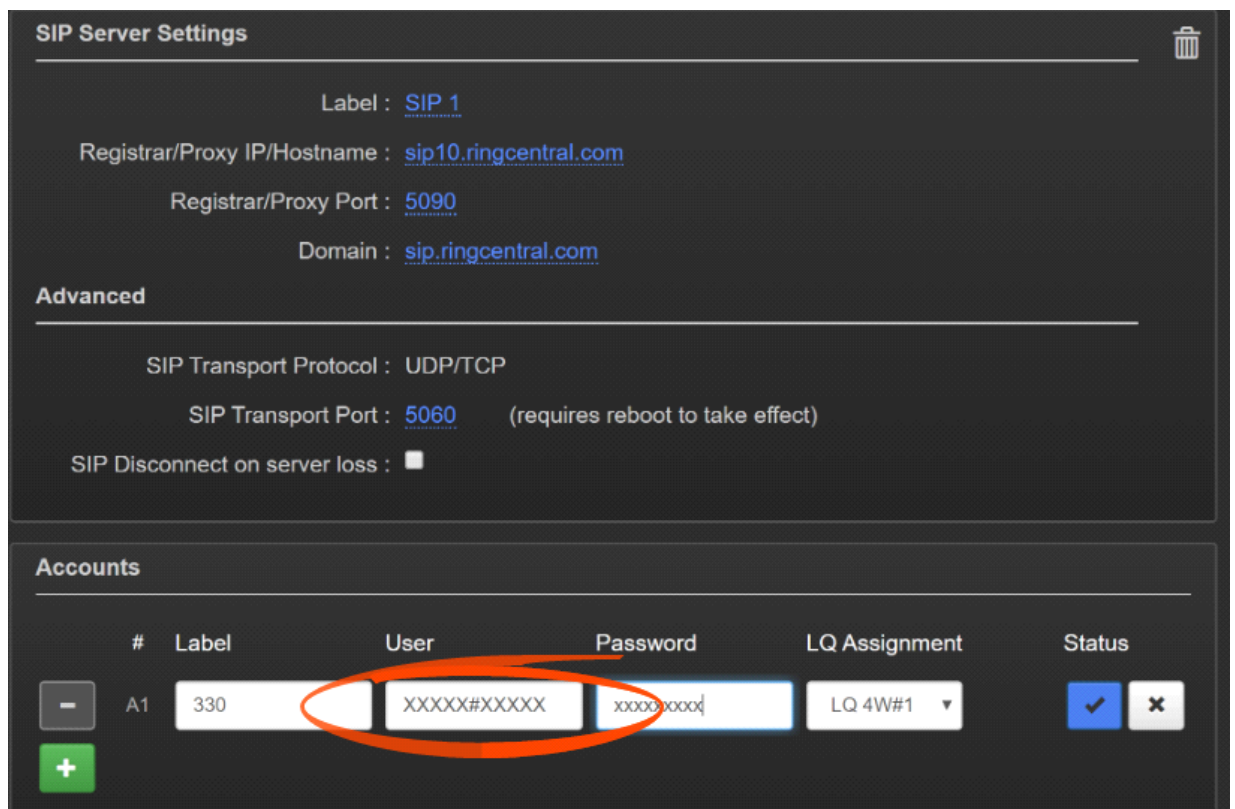 SIP Server Settings
Label : SIP 1
Registrar/Proxy IP/Hostname : sip10.ringcentral.com
Registrar/Proxy Port : 5090
Domain : sip.ringcentral.com
Advanced
SIP Transport Protocol : UDP/TCP
SIP Transport Port : 5060 (requires reboot to take effect)
SIP Disconnect on server loss :
Accounts
# Label User Password LQ Assignment Status
A1 330 XXXXX#XXXXX xxxxxxxxx LQ 4W#1